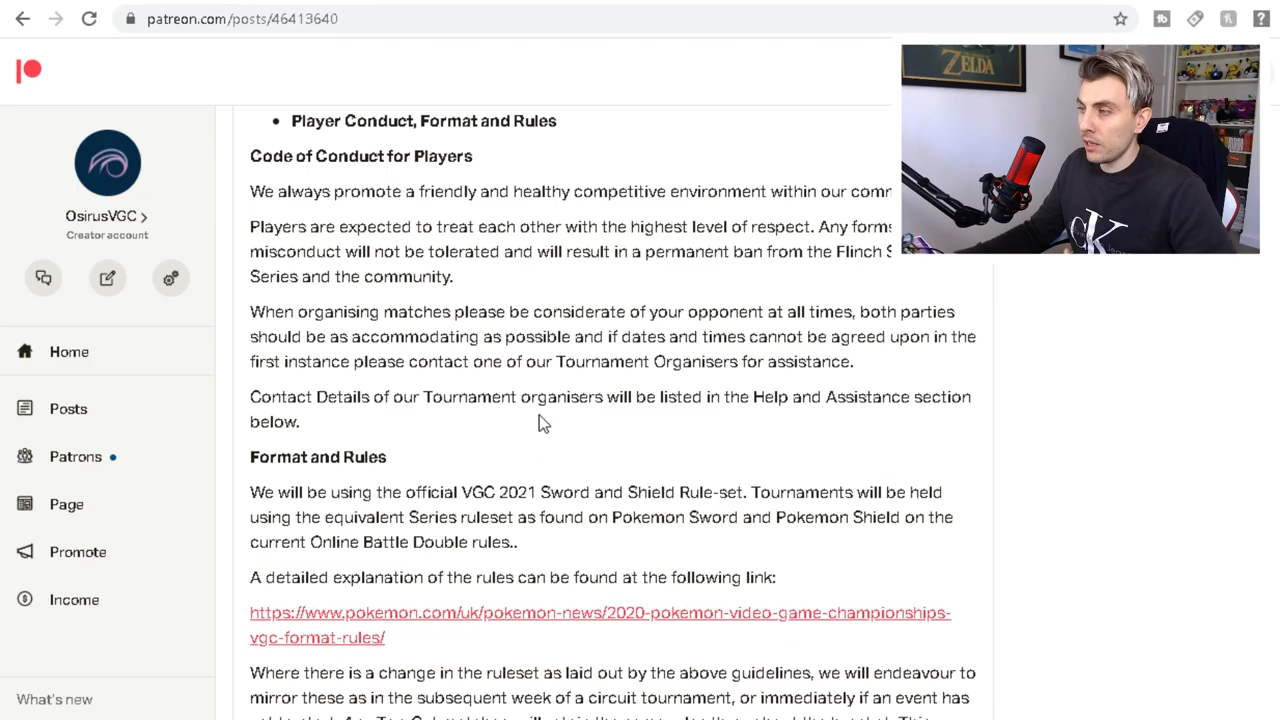 patreon.com/posts/46413640
ZELDA
CK
OsirusVGC
Creator account
Home
Posts
Patrons
Page
Promote
Income
What's new
• Player Conduct, Format and Rules
Code of Conduct for Players
We always promote a friendly and healthy competitive environment within our comm
Players are expected to treat each other with the highest level of respect. Any forms
misconduct will not be tolerated and will result in a permanent ban from the Flinch S
Series and the community.
When organising matches please be considerate of your opponent at all times, both parties
should be as accommodating as possible and if dates and times cannot be agreed upon in the
first instance please contact one of our Tournament Organisers for assistance.
Contact Details of our Tournament organisers will be listed in the Help and Assistance section
below.
Format and Rules
We will be using the official VGC 2021 Sword and Shield Rule-set. Tournaments will be held
using the equivalent Series ruleset as found on Pokemon Sword and Pokemon Shield on the
current Online Battle Double rules..
A detailed explanation of the rules can be found at the following link:
https://www.pokemon.com/uk/pokemon-news/2020-pokemon-video-game-championships-
vgc-format-rules/
Where there is a change in the ruleset as laid out by the above guidelines, we will endeavour to
mirror these as in the subsequent week of a circuit tournament, or immediately if an event has